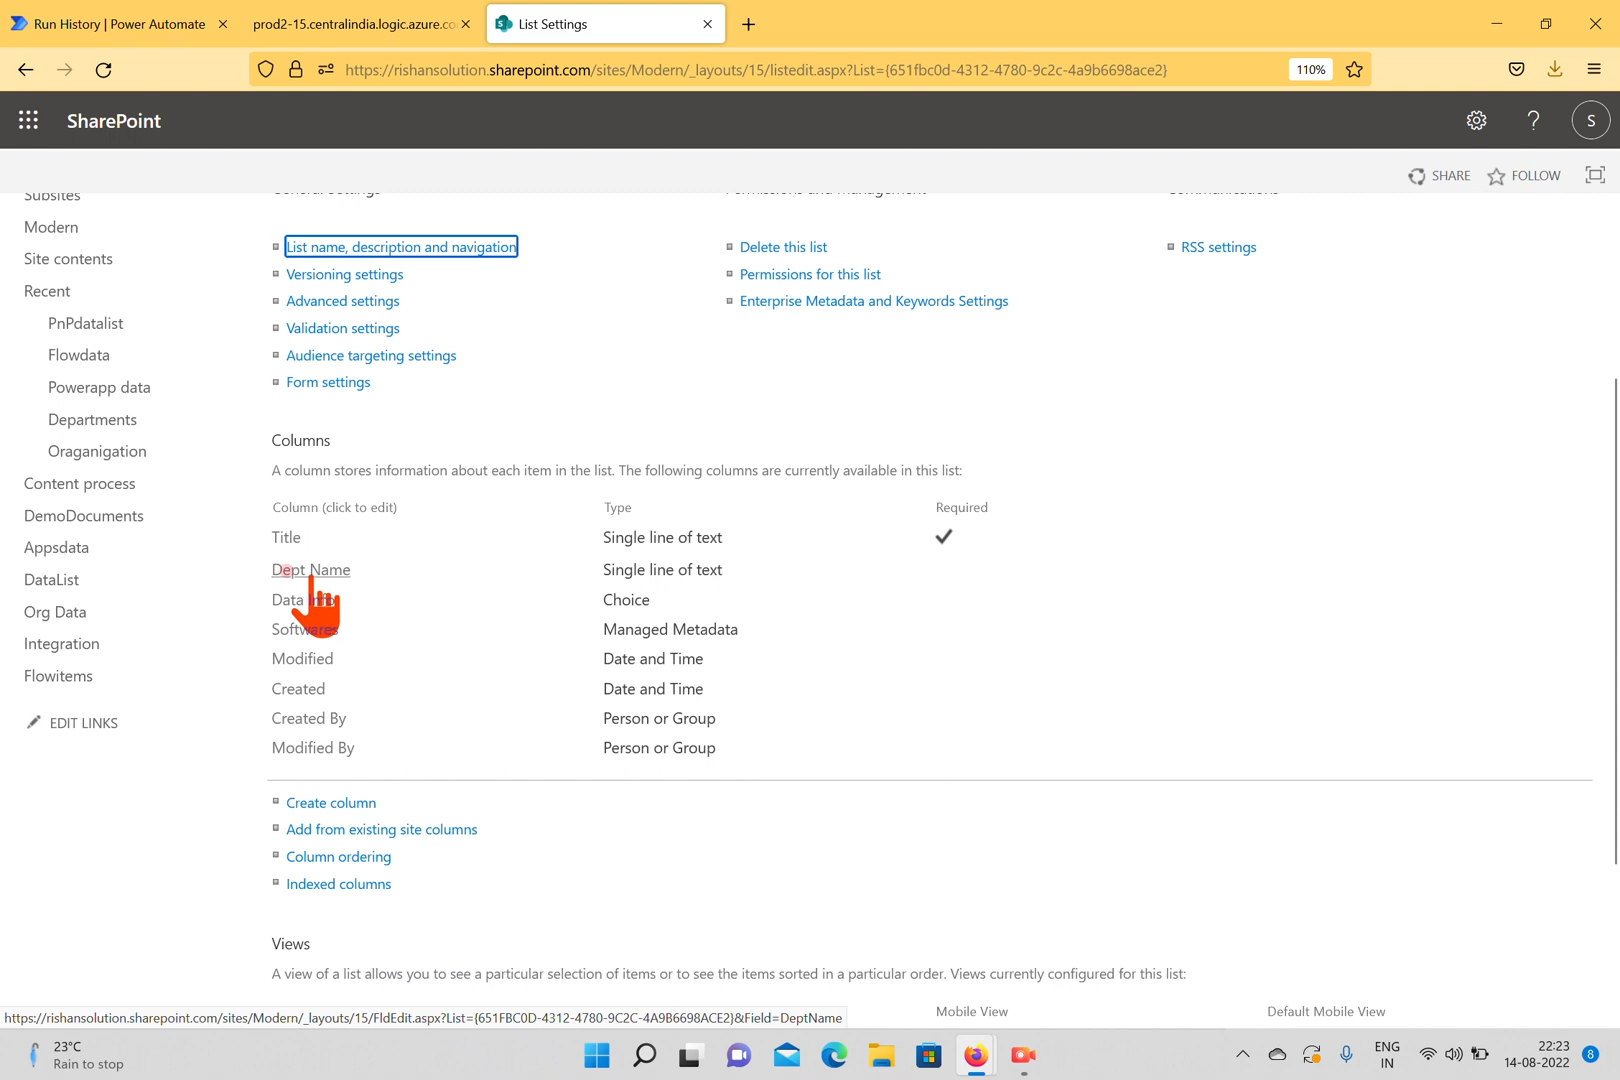 Run History | Power Automate
prod2-15.centralindia.logic.azure.co
List Settings
https://rishansolution.sharepoint.com/sites/Modern/_layouts/15/listedit.aspx?List={651fbc0d-4312-4780-9c2c-4a9b6698ace2}
110%
SharePoint
S
SHARE
FOLLOW
Subsites
Modern
Site contents
Recent
PnPdatalist
Flowdata
Powerapp data
Departments
Oraganigation
Content process
DemoDocuments
Appsdata
DataList
Org Data
Integration
Flowitems
EDIT LINKS
General Settings
Permissions and Management
Communications
List name, description and navigation
Delete this list
RSS settings
Versioning settings
Permissions for this list
Advanced settings
Enterprise Metadata and Keywords Settings
Validation settings
Audience targeting settings
Form settings
Columns
A column stores information about each item in the list. The following columns are currently available in this list:
Column (click to edit)
Type
Required
Title
Single line of text
Dept Name
Single line of text
Data Info
Choice
Softwares
Managed Metadata
Modified
Date and Time
Created
Date and Time
Created By
Person or Group
Modified By
Person or Group
Create column
Add from existing site columns
Column ordering
Indexed columns
Views
A view of a list allows you to see a particular selection of items or to see the items sorted in a particular order. Views currently configured for this list:
Mobile View
Default Mobile View
https://rishansolution.sharepoint.com/sites/Modern/_layouts/15/FldEdit.aspx?List={651FBC0D-4312-4780-9C2C-4A9B6698ACE2}&Field=DeptName
23°C
Rain to stop
ENG
IN
22:23
14-08-2022
8